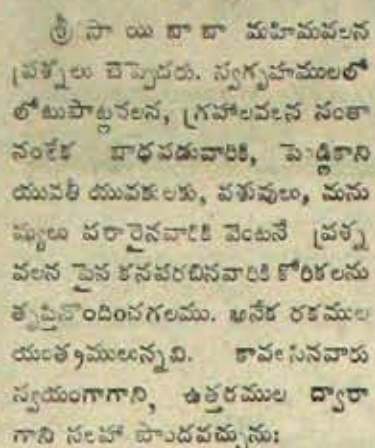 శ్రీ సా యి బా బా మహిమవలన
ప్రశ్నలు చెప్పెదరు. స్వగృహములలో
లోటుపాట్లవలన, గ్రహాలవలన సంతా
నంలేక బాధపడువారికి, పెండ్లికాని
యువతీ యువకులకు, పశువులు, మను
ష్యులు పరారైనవారికి వెంటనే ప్రశ్న
వలన పైన కనపరచినవారికి కోరికలను
తృప్తినొందింపగలము. అనేక రకముల
యంత్రములున్నవి. కావలసినవారు
స్వయంగాగాని, ఉత్తరముల ద్వారా
గాని సలహా పొందవచ్చును: